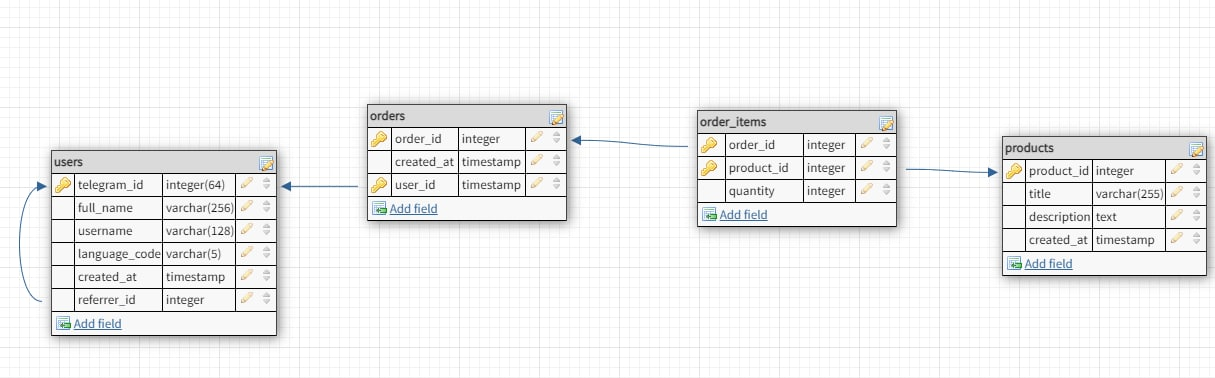 users
telegram_id integer(64)
full_name varchar(256)
username varchar(128)
language_code varchar(5)
created_at timestamp
referrer_id integer
Add field
orders
order_id integer
created_at timestamp
user_id timestamp
Add field
order_items
order_id integer
product_id integer
quantity integer
Add field
products
product_id integer
title varchar(255)
description text
created_at timestamp
Add field